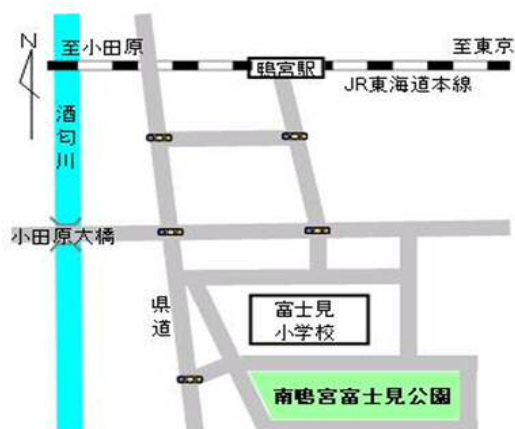 N
至小田原
至東京
鴨宮駅
JR東海道本線
酒匂川
小田原大橋
県道
富士見
小学校
南鴨宮富士見公園